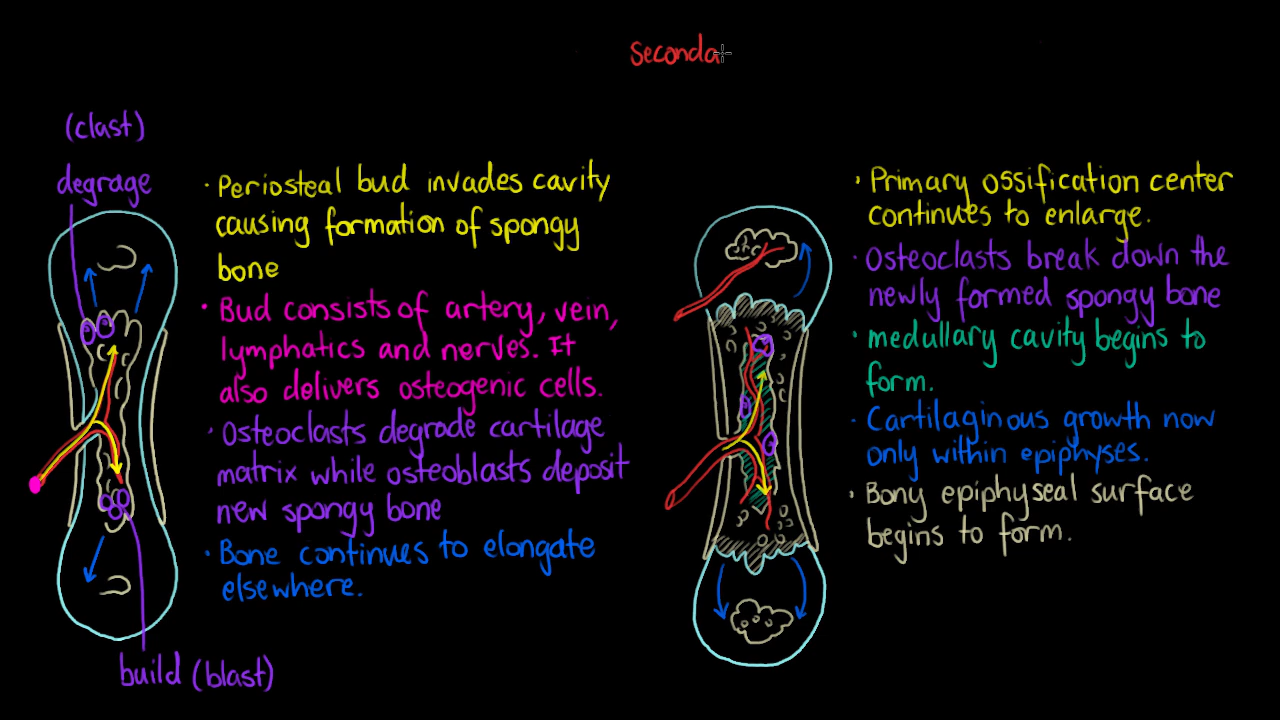 Seconda
(clast)
degrage
· Periosteal bud invades cavity
causing formation of spongy
bone
· Bud consists of artery, vein,
lymphatics and nerves. It
also delivers osteogenic cells.
· Osteoclasts degrade cartilage
matrix while osteoblasts deposit
new spongy bone
· Bone continues to elongate
elsewhere.
build (blast)
· Primary ossification center
continues to enlarge.
· Osteoclasts break down the
newly formed spongy bone
· medullary cavity begins to
form.
· Cartilaginous growth now
only within epiphyses.
· Bony epiphyseal surface
begins to form.